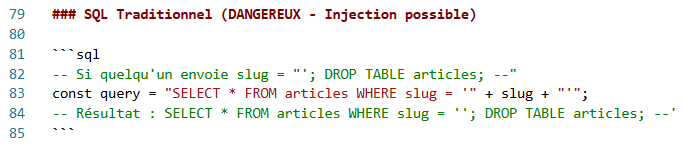 79 ### SQL Traditionnel (DANGEREUX - Injection possible)
80
81 ```sql
82 -- Si quelqu'un envoie slug = "'; DROP TABLE articles; --"
83 const query = "SELECT * FROM articles WHERE slug = '" + slug + "'";
84 -- Résultat : SELECT * FROM articles WHERE slug = ''; DROP TABLE articles; --'
85 ```